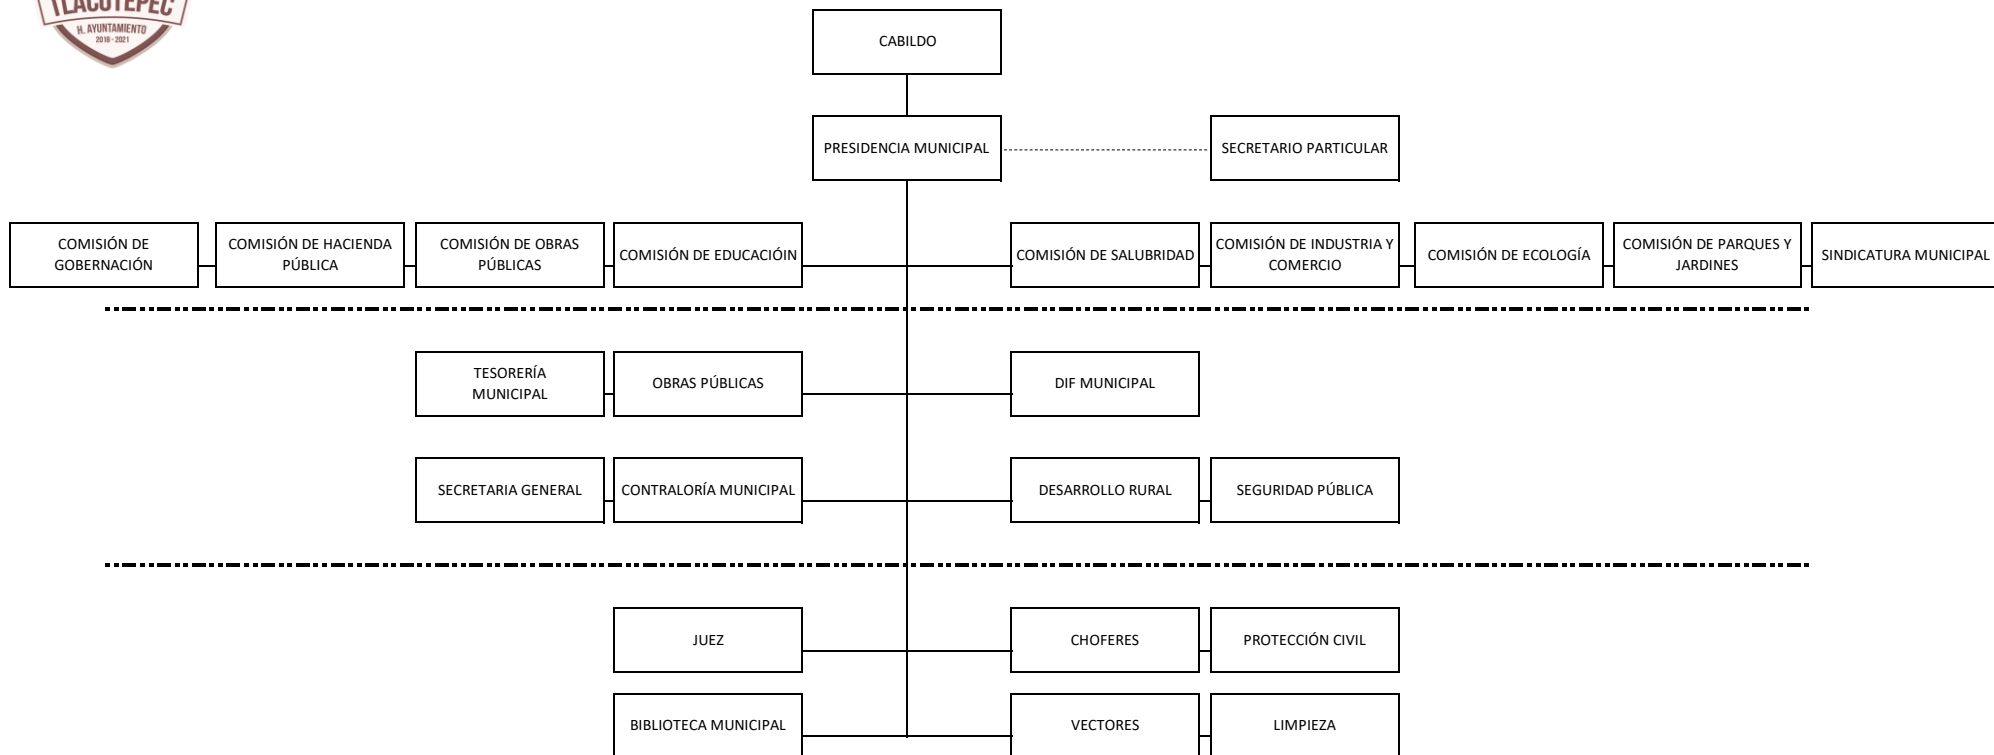 TLACOTEPEC
H. AYUNTAMIENTO
2018 - 2021
CABILDO
PRESIDENCIA MUNICIPAL
SECRETARIO PARTICULAR
COMISIÓN DE
GOBERNACIÓN
COMISIÓN DE HACIENDA
PÚBLICA
COMISIÓN DE OBRAS
PÚBLICAS
COMISIÓN DE EDUCACIÓIN
COMISIÓN DE SALUBRIDAD
COMISIÓN DE INDUSTRIA Y
COMERCIO
COMISIÓN DE ECOLOGÍA
COMISIÓN DE PARQUES Y
JARDINES
SINDICATURA MUNICIPAL
TESORERÍA
MUNICIPAL
OBRAS PÚBLICAS
DIF MUNICIPAL
SECRETARIA GENERAL
CONTRALORÍA MUNICIPAL
DESARROLLO RURAL
SEGURIDAD PÚBLICA
JUEZ
CHOFERES
PROTECCIÓN CIVIL
BIBLIOTECA MUNICIPAL
VECTORES
LIMPIEZA